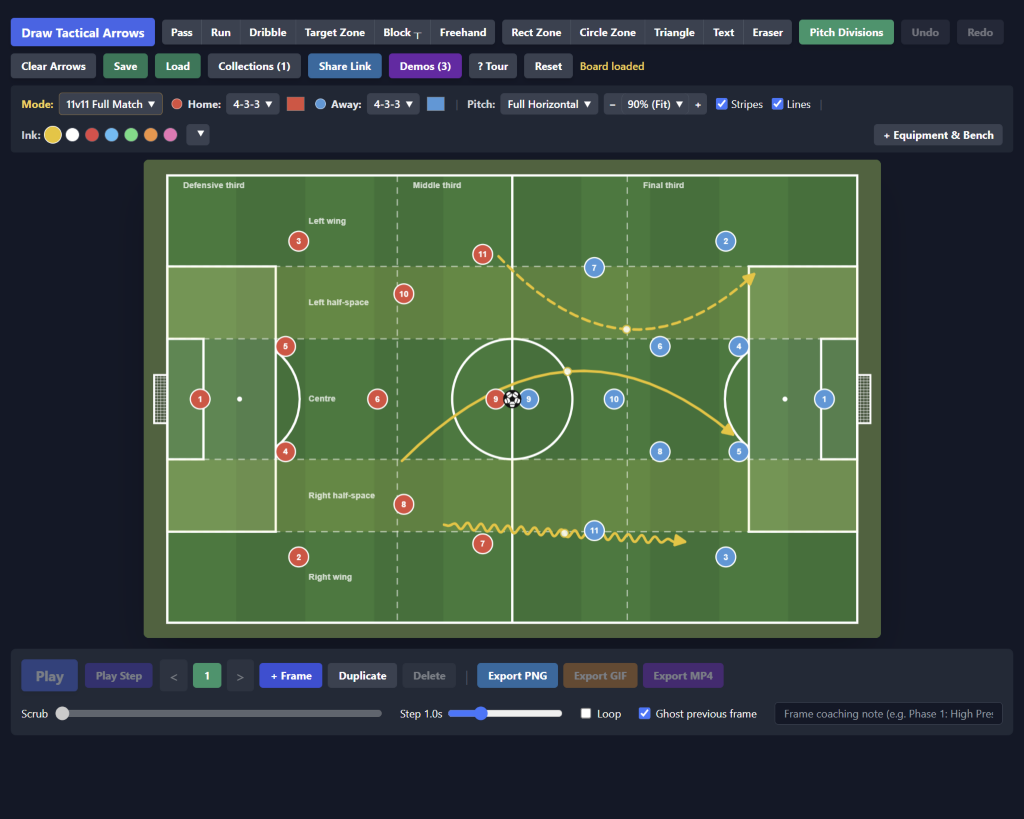 Draw Tactical Arrows Pass Run Dribble Target Zone Block ┬ Freehand Rect Zone Circle Zone Triangle Text Eraser Pitch Divisions Undo Redo
Clear Arrows Save Load Collections (1) Share Link Demos (3) ? Tour Reset Board loaded
Mode: 11v11 Full Match ▼ Home: 4-3-3 ▼ Away: 4-3-3 ▼ | Pitch: Full Horizontal ▼ − 90% (Fit) ▼ + Stripes Lines |
Ink: ▼ + Equipment & Bench
Defensive third Middle third Final third
Left wing
3 2
11
7
10
Left half-space
5 6 4
1 6 Centre 9 9 10 1
4 8 5
Right half-space
8
11
7
2 3
Right wing
Play Play Step < 1 > + Frame Duplicate Delete | Export PNG Export GIF Export MP4
Scrub Step 1.0s Loop Ghost previous frame Frame coaching note (e.g. Phase 1: High Pres